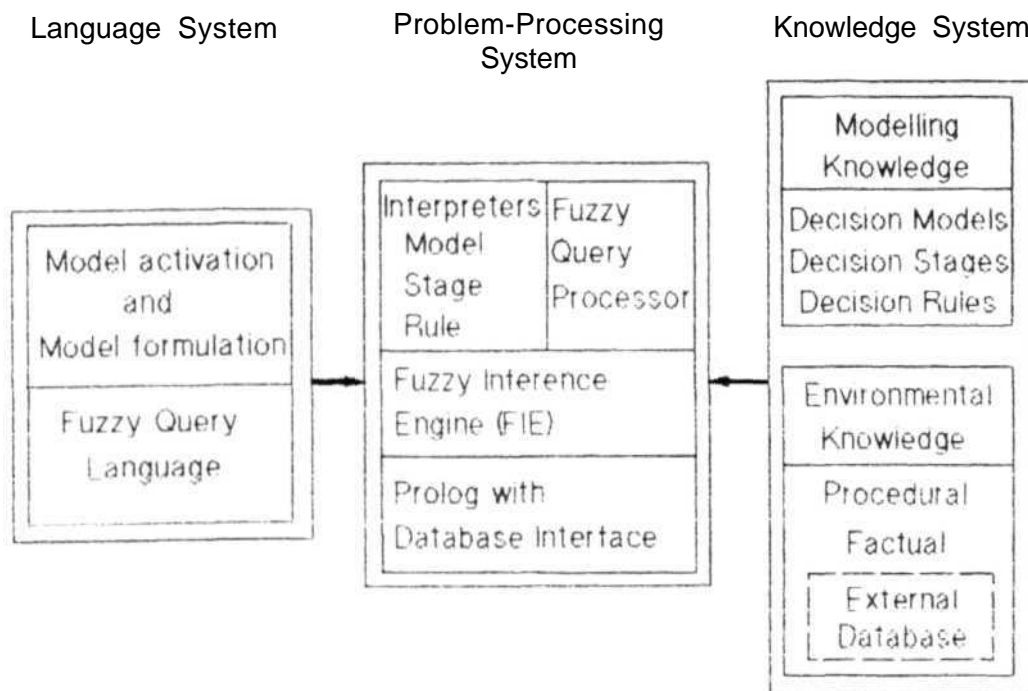 Language System
Problem-Processing
System
Knowledge System
Model activation
and
Model formulation
Fuzzy Query
Language
Interpreters
Model
Stage
Rule
Fuzzy
Query
Processor
Fuzzy Inference
Engine (FIE)
Prolog with
Database Interface
Modelling
Knowledge
Decision Models
Decision Stages
Decision Rules
Environmental
Knowledge
Procedural
Factual
External
Database